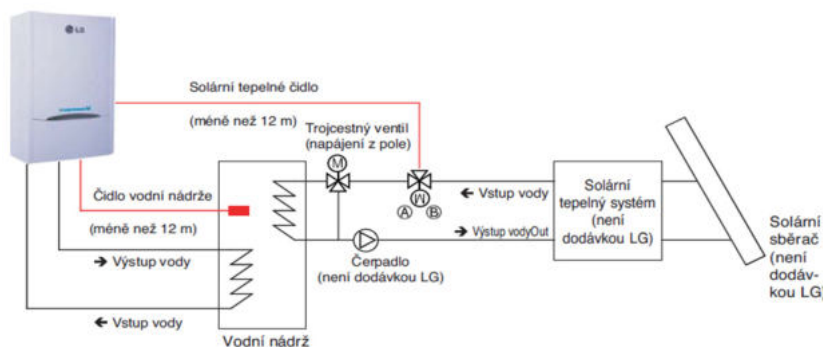 LG
Solární tepelné čidlo
(méně než 12 m)
Trojcestný ventil
(napájení z pole)
M
M
A
B
Čidlo vodní nádrže
(méně než 12 m)
← Vstup vody
→ Výstup vodyOut
Solární
tepelný systém
(není
dodávkou LG)
Solární
sběrač
(není
dodáv-
kou LG)
→ Výstup vody
Čerpadlo
(není dodávkou LG)
← Vstup vody
Vodní nádrž